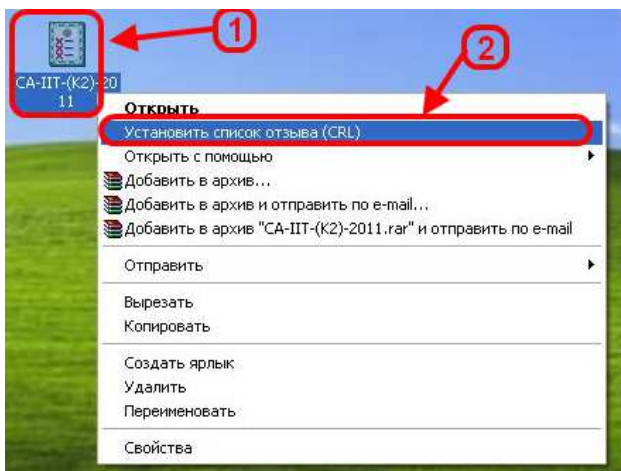 1
2
CA-IIT-(K2)-20
11
Открыть
Установить список отзыва (CRL)
Открыть с помощью
Добавить в архив...
Добавить в архив и отправить по e-mail...
Добавить в архив "CA-IIT-(K2)-2011.rar" и отправить по e-mail
Отправить
Вырезать
Копировать
Создать ярлык
Удалить
Переименовать
Свойства